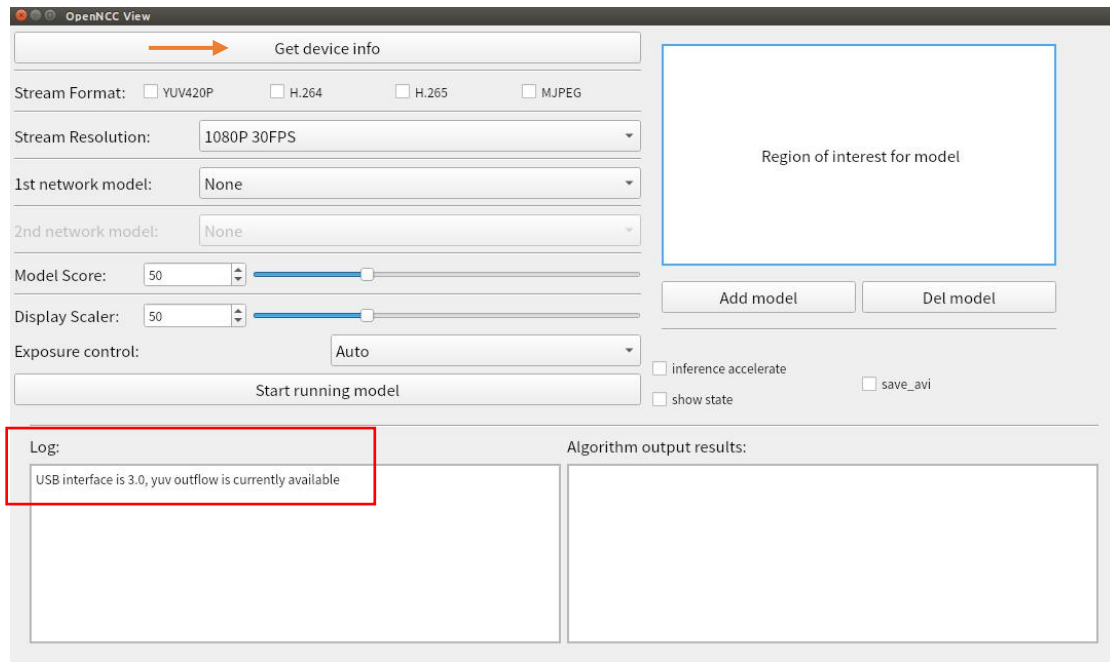 OpenNCC View
Get device info
Stream Format: YUV420P H.264 H.265 MJPEG
Stream Resolution: 1080P 30FPS
1st network model: None
2nd network model: None
Model Score: 50
Display Scaler: 50
Exposure control: Auto
Start running model
Region of interest for model
Add model Del model
inference accelerate
save_avi
show state
Log:
USB interface is 3.0, yuv outflow is currently available
Algorithm output results: